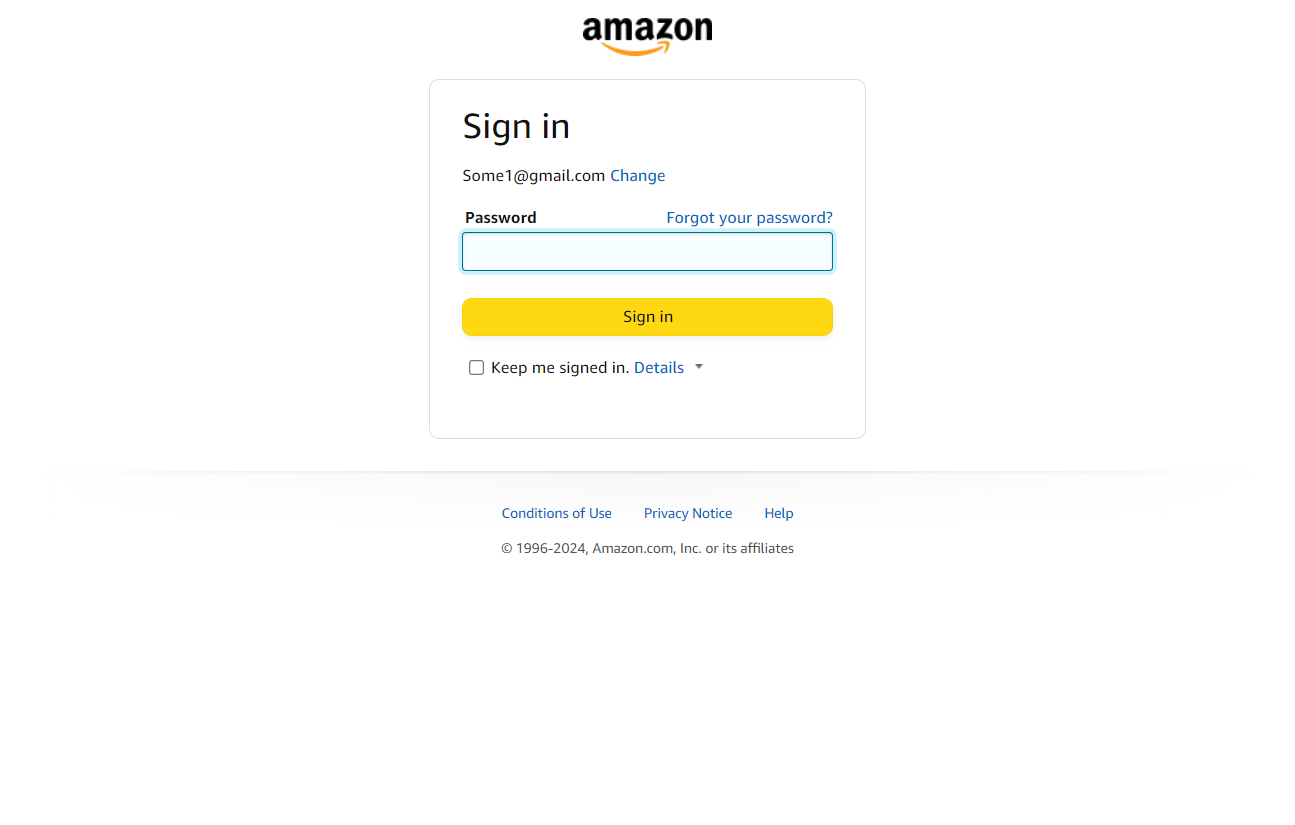 amazon
Sign in
Some1@gmail.com Change
Password Forgot your password?
Sign in
Keep me signed in. Details
Conditions of Use Privacy Notice Help
© 1996-2024, Amazon.com, Inc. or its affiliates